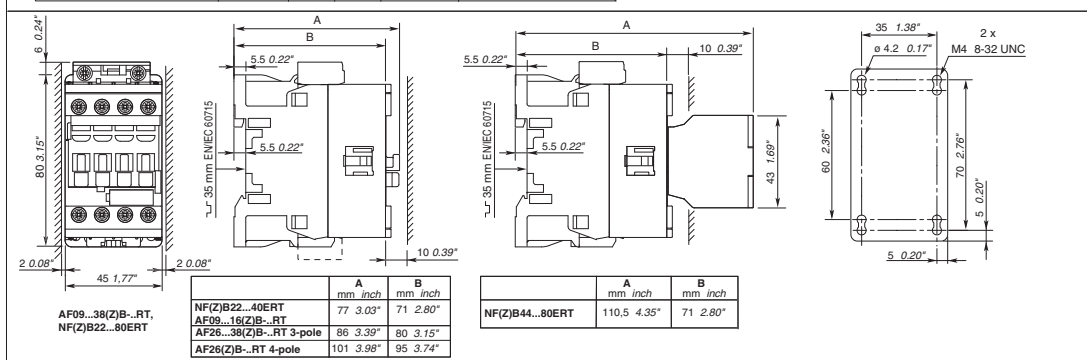 6 0.24"
80 3.15"
2 0.08"
2 0.08"
45 1,77"
AF09...38(Z)B-..RT,
NF(Z)B22...80ERT
A
B
5.5 0.22"
35 mm EN/IEC 60715
5.5 0.22"
10 0.39"
A B
mm inch mm inch
NF(Z)B22...40ERT
AF09...16(Z)B-..RT 77 3.03" 71 2.80"
AF26...38(Z)B-..RT 3-pole 86 3.39" 80 3.15"
AF26(Z)B-..RT 4-pole 101 3.98" 95 3.74"
A
B
10 0.39"
5.5 0.22"
35 mm EN/IEC 60715
5.5 0.22"
43 1.69"
A B
mm inch mm inch
NF(Z)B44...80ERT 110,5 4.35" 71 2.80"
35 1.38"
2 x
ø 4.2 0.17"
M4 8-32 UNC
60 2.36"
70 2.76"
5 0.20"
5 0.20"